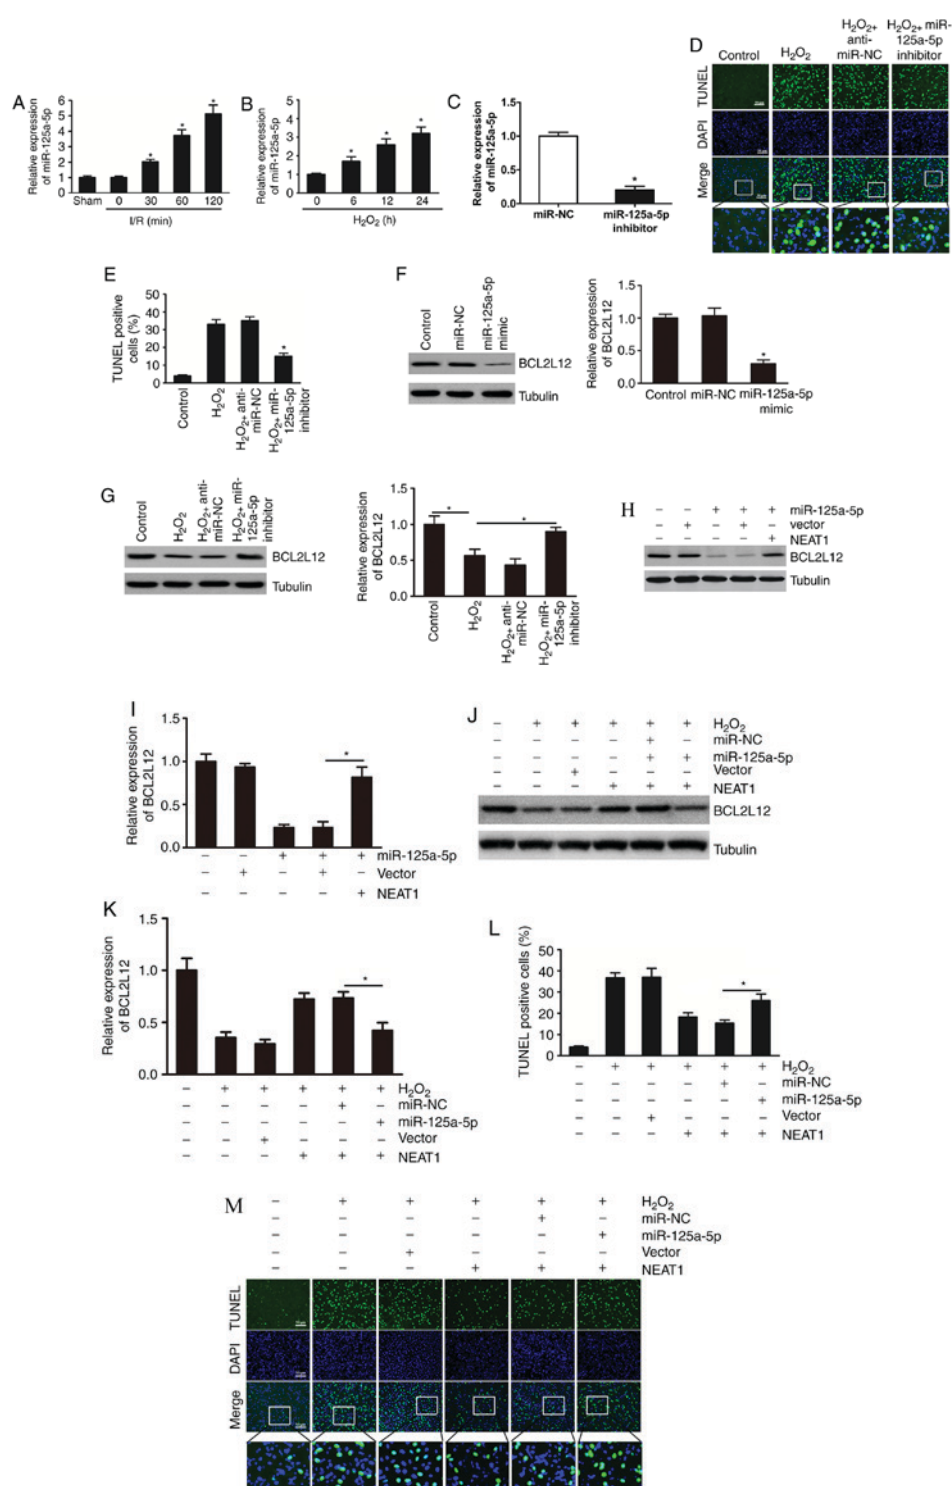 A
Relative expression
of miR-125a-5p
6
5
4
3
2
1
0
* * *
Sham 0 30 60 120
I/R (min)
B
Relative expression
of miR-125a-5p
6
5
4
3
2
1
0
* * *
0 6 12 24
H₂O₂ (h)
C
Relative expression
of miR-125a-5p
1.5
1.0
0.5
0.0
*
miR-NC miR-125a-5p
inhibitor
D
Control
H₂O₂
H₂O₂+
anti-
miR-NC
H₂O₂+ miR-
125a-5p
inhibitor
TUNEL
DAPI
Merge
E
TUNEL positive
cells (%)
50
40
30
20
10
0
*
Control
H₂O₂
H₂O₂+ anti-
miR-NC
H₂O₂+ miR-
125a-5p
inhibitor
F
Control
miR-NC
miR-125a-5p
mimic
BCL2L12
Tubulin
Relative expression
of BCL2L12
1.5
1.0
0.5
0.0
*
Control miR-NC miR-125a-5p
mimic
G
Control
H₂O₂
H₂O₂+ anti-
miR-NC
H₂O₂+ miR-
125a-5p
inhibitor
BCL2L12
Tubulin
Relative expression
of BCL2L12
1.5
1.0
0.5
0.0
* *
Control
H₂O₂
H₂O₂+ anti-
miR-NC
H₂O₂+ miR-
125a-5p
inhibitor
H
– – + + + miR-125a-5p
– + – + – vector
– – – – + NEAT1
BCL2L12
Tubulin
I
Relative expression
of BCL2L12
1.5
1.0
0.5
0.0
*
– – + + + miR-125a-5p
– + – + – Vector
– – – – + NEAT1
J
– + + + + + H₂O₂
– – – – + – miR-NC
– – – – + + miR-125a-5p
– – + – – – Vector
– – – + + + NEAT1
BCL2L12
Tubulin
K
Relative expression
of BCL2L12
1.5
1.0
0.5
0.0
*
– + + + + + H₂O₂
– – – – + – miR-NC
– – – – – + miR-125a-5p
– – + – – – Vector
– – – + + + NEAT1
L
TUNEL positive cells (%)
50
40
30
20
10
0
*
– + + + + + H₂O₂
– – – – + – miR-NC
– – – – – + miR-125a-5p
– – + – – – Vector
– – – + + + NEAT1
M
– + + + + + H₂O₂
– – – – + – miR-NC
– – – – – + miR-125a-5p
– – + – – – Vector
– – – + + + NEAT1
TUNEL
DAPI
Merge